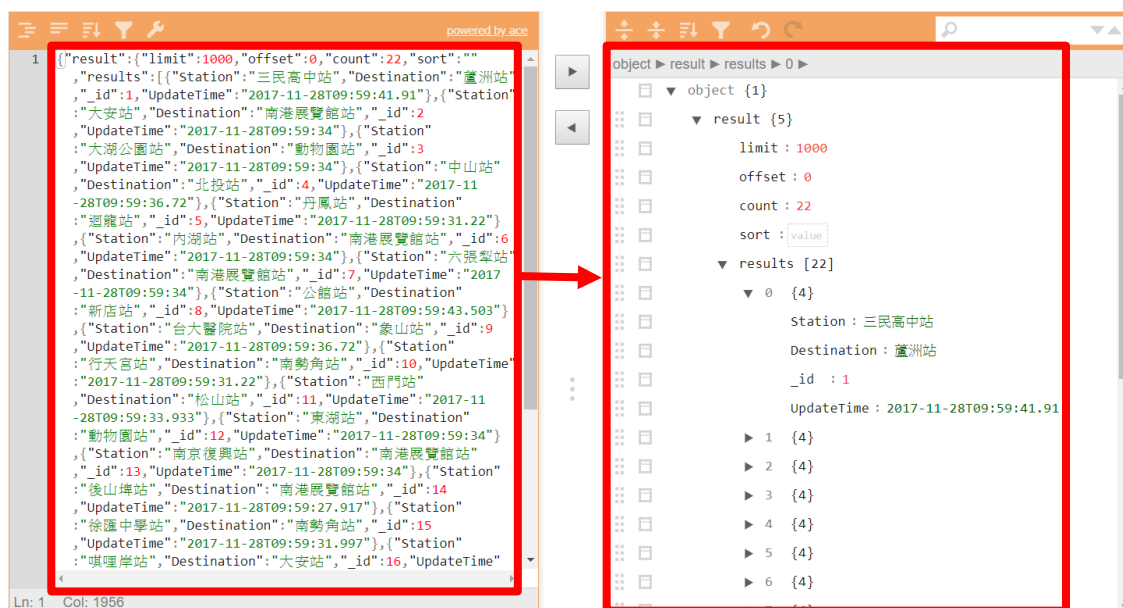 powered by ace
1 {"result":{"limit":1000,"offset":0,"count":22,"sort":""
,"results":[{"Station":"三民高中站","Destination":"蘆洲站"
,"_id":1,"UpdateTime":"2017-11-28T09:59:41.91"},{"Station"
:"大安站","Destination":"南港展覽館站","_id":2
,"UpdateTime":"2017-11-28T09:59:34"},{"Station"
:"大湖公園站","Destination":"動物園站","_id":3
,"UpdateTime":"2017-11-28T09:59:34"},{"Station":"中山站"
,"Destination":"北投站","_id":4,"UpdateTime":"2017-11
-28T09:59:36.72"},{"Station":"丹鳳站","Destination"
:"迴龍站","_id":5,"UpdateTime":"2017-11-28T09:59:31.22"}
,{"Station":"內湖站","Destination":"南港展覽館站","_id":6
,"UpdateTime":"2017-11-28T09:59:34"},{"Station":"六張犁站"
,"Destination":"南港展覽館站","_id":7,"UpdateTime":"2017
-11-28T09:59:34"},{"Station":"公館站","Destination"
:"新店站","_id":8,"UpdateTime":"2017-11-28T09:59:43.503"}
,{"Station":"台大醫院站","Destination":"象山站","_id":9
,"UpdateTime":"2017-11-28T09:59:36.72"},{"Station"
:"行天宮站","Destination":"南勢角站","_id":10,"UpdateTime"
:"2017-11-28T09:59:31.22"},{"Station":"西門站"
,"Destination":"松山站","_id":11,"UpdateTime":"2017-11
-28T09:59:33.933"},{"Station":"東湖站","Destination"
:"動物園站","_id":12,"UpdateTime":"2017-11-28T09:59:34"}
,{"Station":"南京復興站","Destination":"南港展覽館站"
,"_id":13,"UpdateTime":"2017-11-28T09:59:34"},{"Station"
:"後山埤站","Destination":"南港展覽館站","_id":14
,"UpdateTime":"2017-11-28T09:59:27.917"},{"Station"
:"徐匯中學站","Destination":"南勢角站","_id":15
,"UpdateTime":"2017-11-28T09:59:31.997"},{"Station"
:"唭哩岸站","Destination":"大安站","_id":16,"UpdateTime"
Ln: 1 Col: 1956
object ▶ result ▶ results ▶ 0 ▶
▼ object {1}
▼ result {5}
limit : 1000
offset : 0
count : 22
sort : value
▼ results [22]
▼ 0 {4}
Station : 三民高中站
Destination : 蘆洲站
_id : 1
UpdateTime : 2017-11-28T09:59:41.91
▶ 1 {4}
▶ 2 {4}
▶ 3 {4}
▶ 4 {4}
▶ 5 {4}
▶ 6 {4}